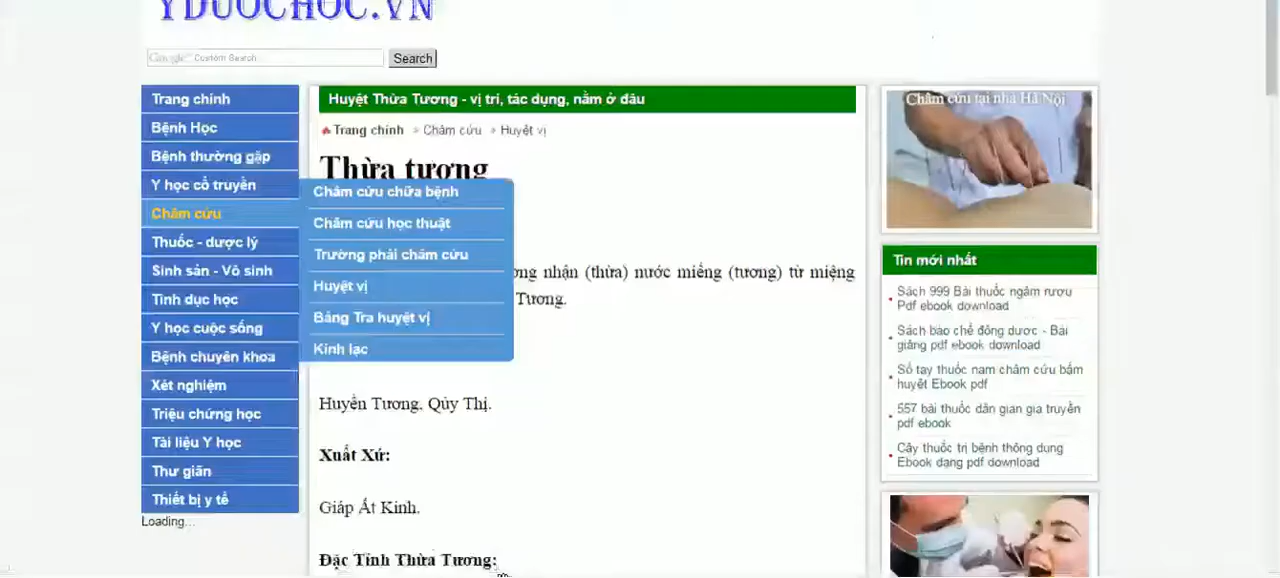 YDUOCHOC.VN
Google™ Custom Search
Search
Trang chính
Bệnh Học
Bệnh thường gặp
Y học cổ truyền
Châm cứu
Thuốc - dược lý
Sinh sản - Vô sinh
Tình dục học
Y học cuộc sống
Bệnh chuyên khoa
Xét nghiệm
Triệu chứng học
Tài liệu Y học
Thư giãn
Thiết bị y tế
Loading...
Châm cứu chữa bệnh
Châm cứu học thuật
Trường phái châm cứu
Huyệt vị
Bảng Tra huyệt vị
Kinh lạc
Huyệt Thừa Tương - vị trí, tác dụng, nằm ở đâu
Trang chính » Châm cứu » Huyệt vị
Thừa tương
nhận (thừa) nước miếng (tương) từ miệng
Tương.
Huyền Tương, Qủy Thị.
Xuất Xứ:
Giáp Ất Kinh.
Đặc Tính Thừa Tương:
Châm cứu tại nhà Hà Nội
Tin mới nhất
Sách 999 Bài thuốc ngâm rượu
Pdf ebook download
Sách bào chế đông dược - Bài
giảng pdf ebook download
Sổ tay thuốc nam châm cứu bấm
huyệt Ebook pdf
557 bài thuốc dân gian gia truyền
pdf ebook
Cây thuốc trị bệnh thông dụng
Ebook dạng pdf download